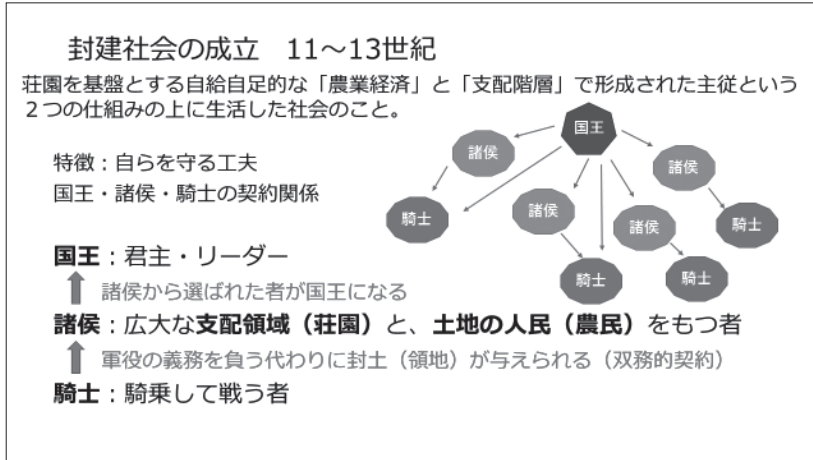 封建社会の成立　11～13世紀
荘園を基盤とする自給自足的な「農業経済」と「支配階層」で形成された主従という
２つの仕組みの上に生活した社会のこと。
特徴：自らを守る工夫
国王・諸侯・騎士の契約関係
国王
諸侯
諸侯
騎士
諸侯
諸侯
騎士
騎士
騎士
国王：君主・リーダー
諸侯から選ばれた者が国王になる
諸侯：広大な支配領域（荘園）と、土地の人民（農民）をもつ者
軍役の義務を負う代わりに封土（領地）が与えられる（双務的契約）
騎士：騎乗して戦う者